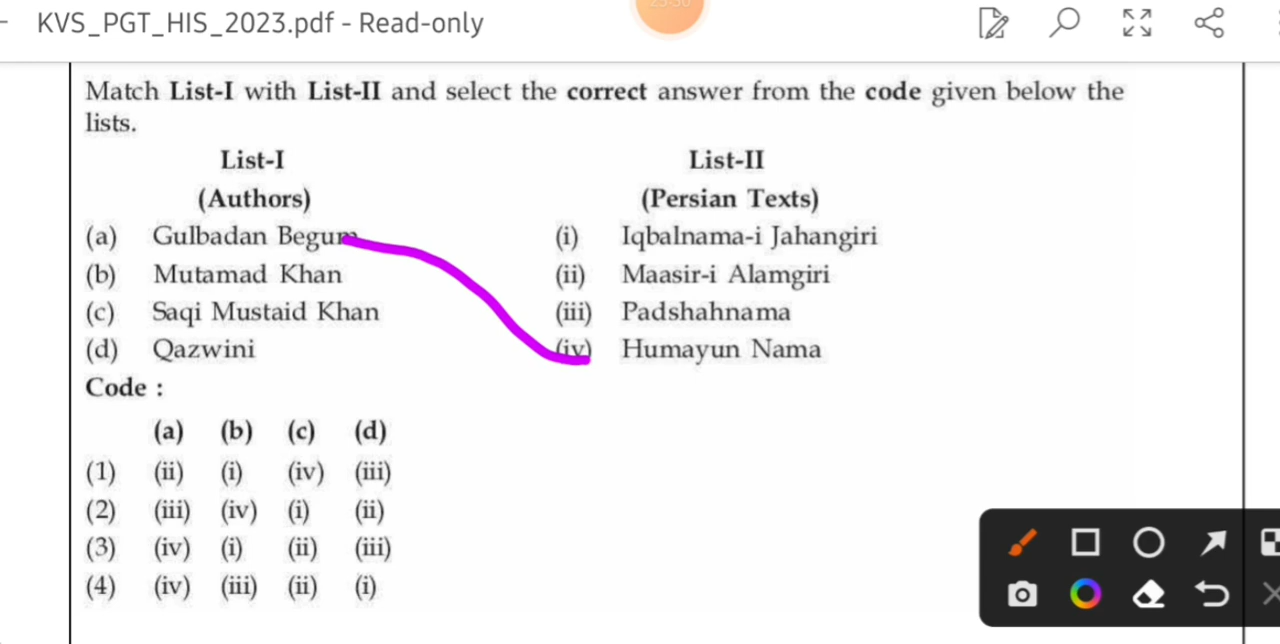 KVS_PGT_HIS_2023.pdf - Read-only
Match List-I with List-II and select the correct answer from the code given below the
lists.
List-I List-II
(Authors) (Persian Texts)
(a) Gulbadan Begum (i) Iqbalnama-i Jahangiri
(b) Mutamad Khan (ii) Maasir-i Alamgiri
(c) Saqi Mustaid Khan (iii) Padshahnama
(d) Qazwini (iv) Humayun Nama
Code :
(a) (b) (c) (d)
(1) (ii) (i) (iv) (iii)
(2) (iii) (iv) (i) (ii)
(3) (iv) (i) (ii) (iii)
(4) (iv) (iii) (ii) (i)